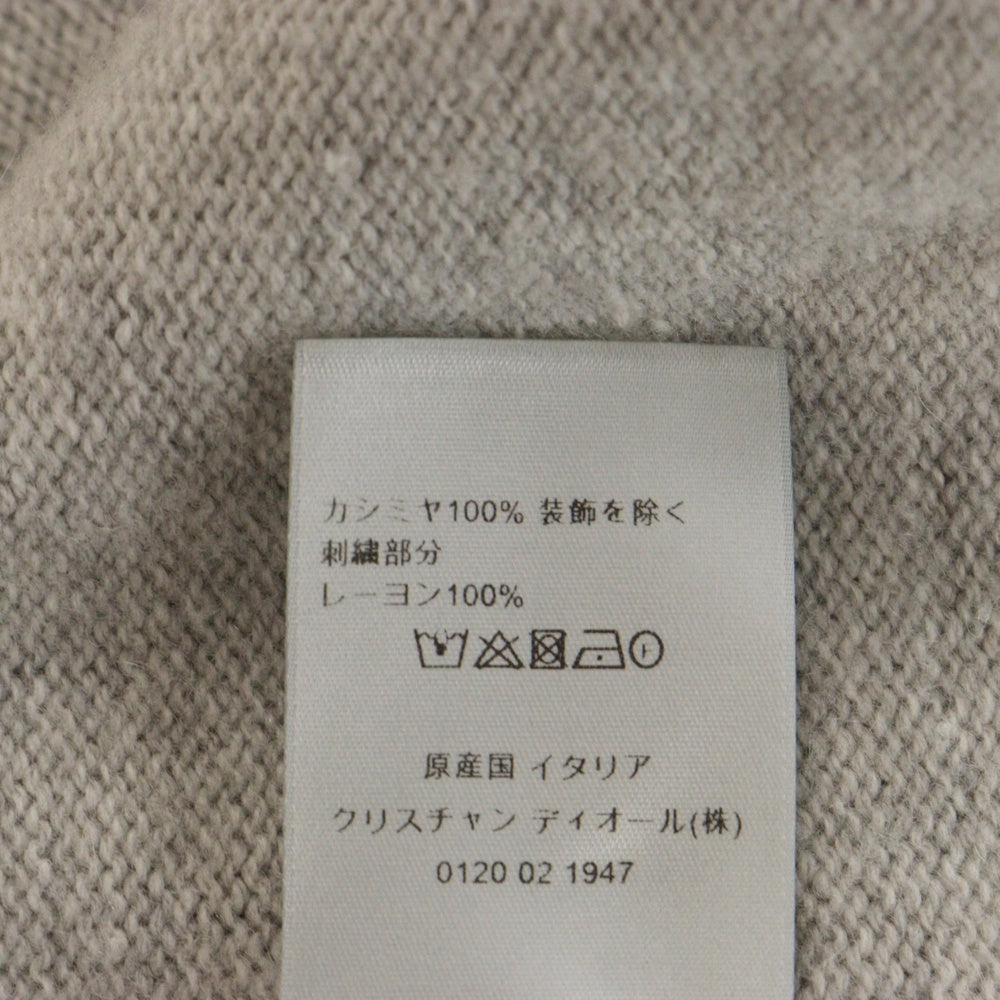 カシミヤ100% 装飾を除く
刺繍部分
レーヨン100%
F
原産国 イタリア
クリスチャン ディオール(株)
0120 02 1947